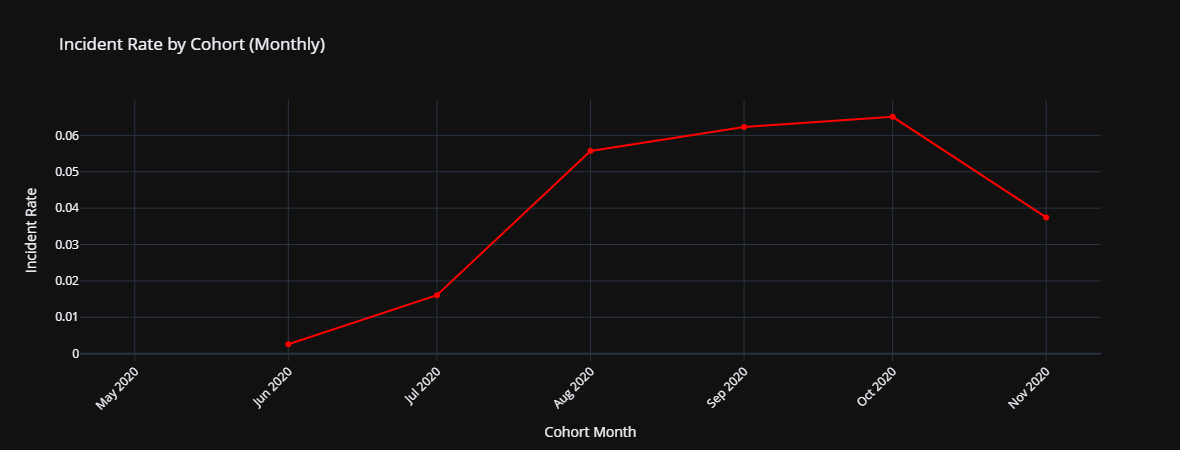 Incident Rate by Cohort (Monthly)
Incident Rate
0.06
0.05
0.04
0.03
0.02
0.01
0
May 2020
Jun 2020
Jul 2020
Aug 2020
Sep 2020
Oct 2020
Nov 2020
Cohort Month